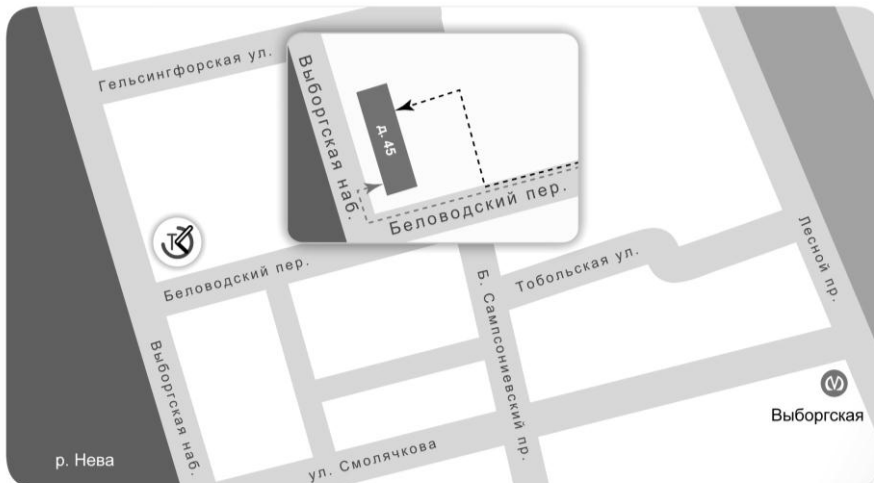 Гельсингфорская ул.
Выборгская наб.
д. 45
Беловодский пер.
Т
Беловодский пер.
Тобольская ул.
Лесной пр.
Б. Сампсониевский пр.
Выборгская наб.
Выборгская
р. Нева
ул. Смолячкова